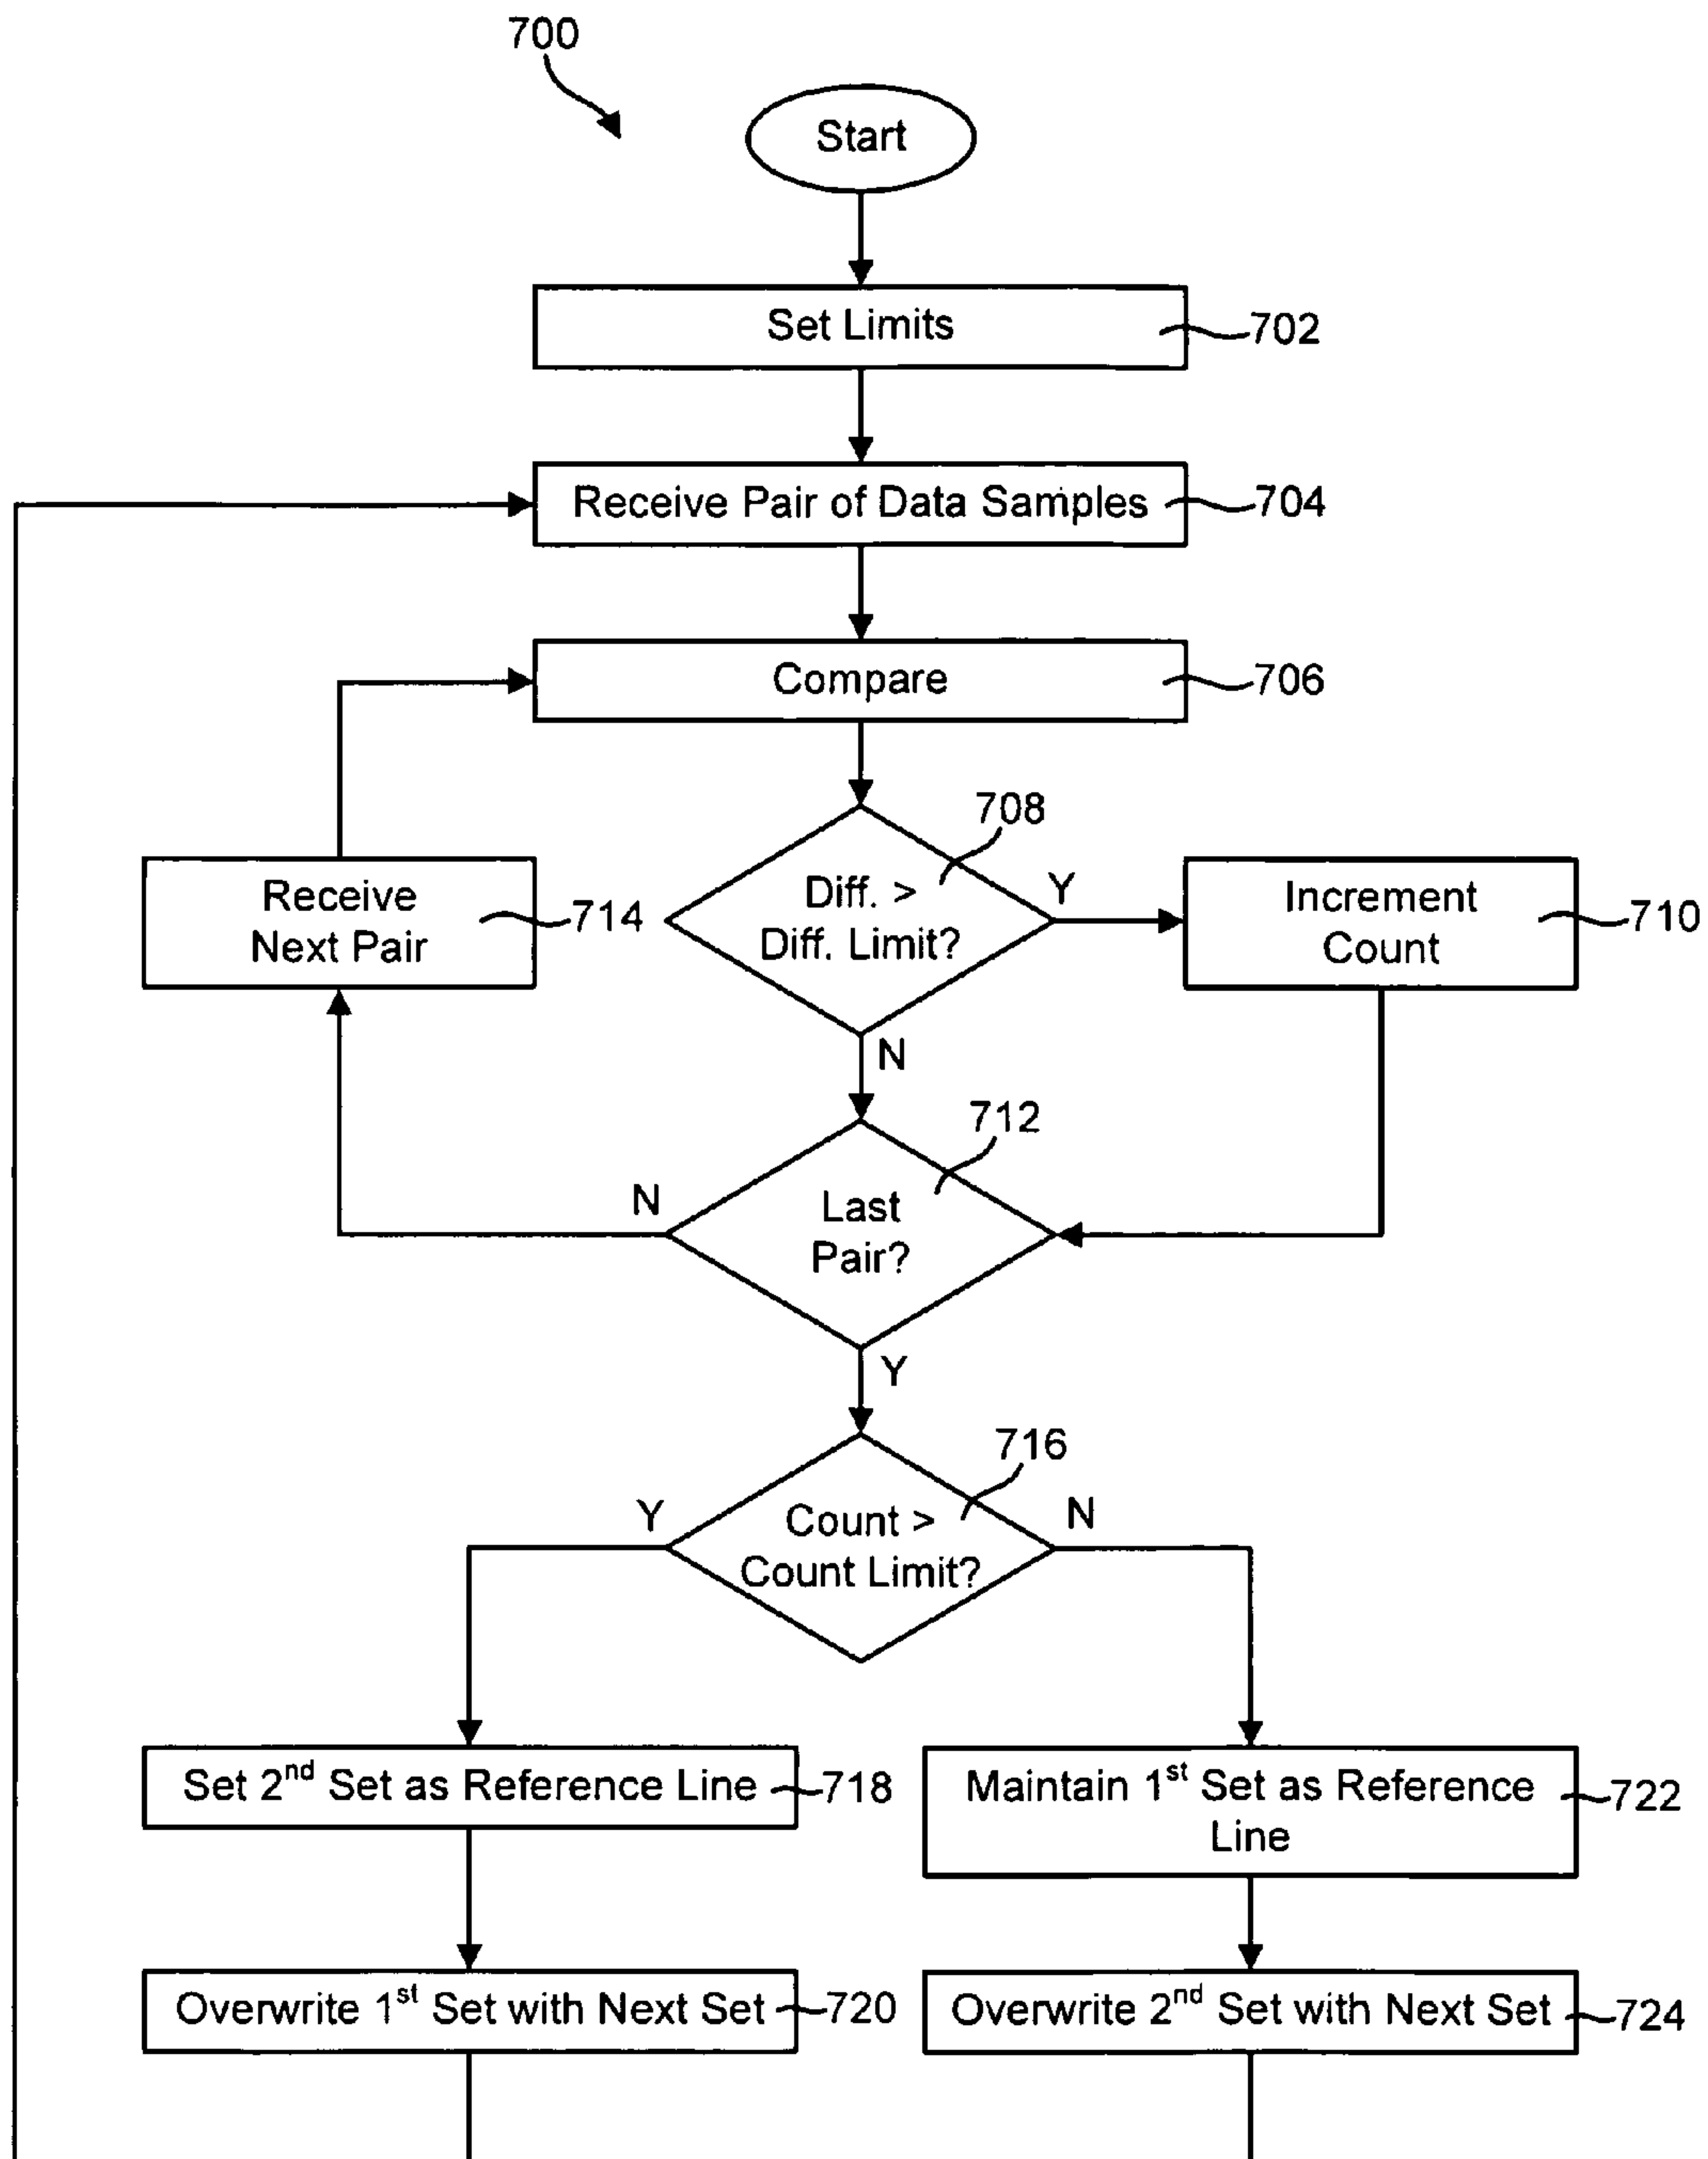 700
Start
Set Limits
702
Receive Pair of Data Samples
704
Compare
706
708
Diff. >
Diff. Limit?
Y
N
Increment
Count
710
Receive
Next Pair
714
712
Last
Pair?
N
Y
716
Count >
Count Limit?
Y
N
Set 2nd Set as Reference Line
718
Maintain 1st Set as Reference
Line
722
Overwrite 1st Set with Next Set
720
Overwrite 2nd Set with Next Set
724